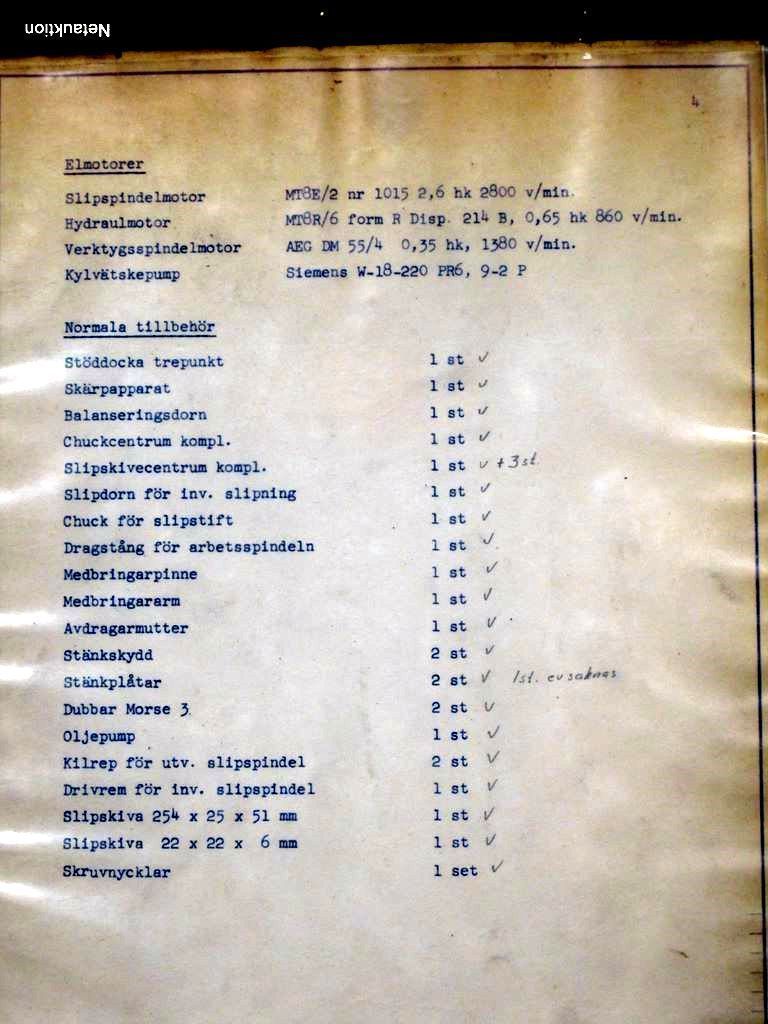 Netauktion
4
Elmotorer
Slipspindelmotor MT8E/2 nr 1015 2,6 hk 2800 v/min.
Hydraulmotor MT8R/6 form R Disp. 214 B, 0,65 hk 860 v/min.
Verktygsspindelmotor AEG DM 55/4 0,35 hk, 1380 v/min.
Kylvätskepump Siemens W-18-220 PR6, 9-2 P
Normala tillbehör
Stöddocka trepunkt 1 st ✓
Skärpapparat 1 st ✓
Balanseringsdorn 1 st ✓
Chuckcentrum kompl. 1 st ✓
Slipskivecentrum kompl. 1 st ✓ + 3 st.
Slipdorn för inv. slipning 1 st ✓
Chuck för slipstift 1 st ✓
Dragstång för arbetsspindeln 1 st ✓
Medbringarpinne 1 st ✓
Medbringararm 1 st ✓
Avdragarmutter 1 st ✓
Stänkskydd 2 st ✓
Stänkplåtar 2 st ✓ 1st. ev saknas
Dubbar Morse 3. 2 st ✓
Oljepump 1 st ✓
Kilrep för utv. slipspindel 2 st ✓
Drivrem för inv. slipspindel 1 st ✓
Slipskiva 254 x 25 x 51 mm 1 st ✓
Slipskiva 22 x 22 x 6 mm 1 st ✓
Skruvnycklar 1 set ✓